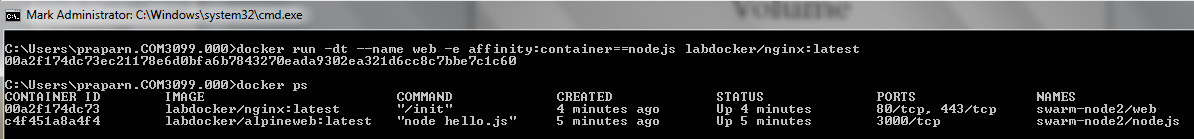 Volume
Mark Administrator: C:\Windows\system32\cmd.exe
C:\Users\praparn.COM3099.000>docker run -dt --name web -e affinity:container==nodejs labdocker/nginx:latest
00a2f174dc73ec21178e6d0bfa6b7843270eada9302ea321d6cc8c7bbe7c1c60
C:\Users\praparn.COM3099.000>docker ps
CONTAINER ID IMAGE COMMAND CREATED STATUS PORTS NAMES
00a2f174dc73 labdocker/nginx:latest "/init" 4 minutes ago Up 4 minutes 80/tcp, 443/tcp swarm-node2/web
c4f451a8a4f4 labdocker/alpineweb:latest "node hello.js" 5 minutes ago Up 5 minutes 3000/tcp swarm-node2/nodejs